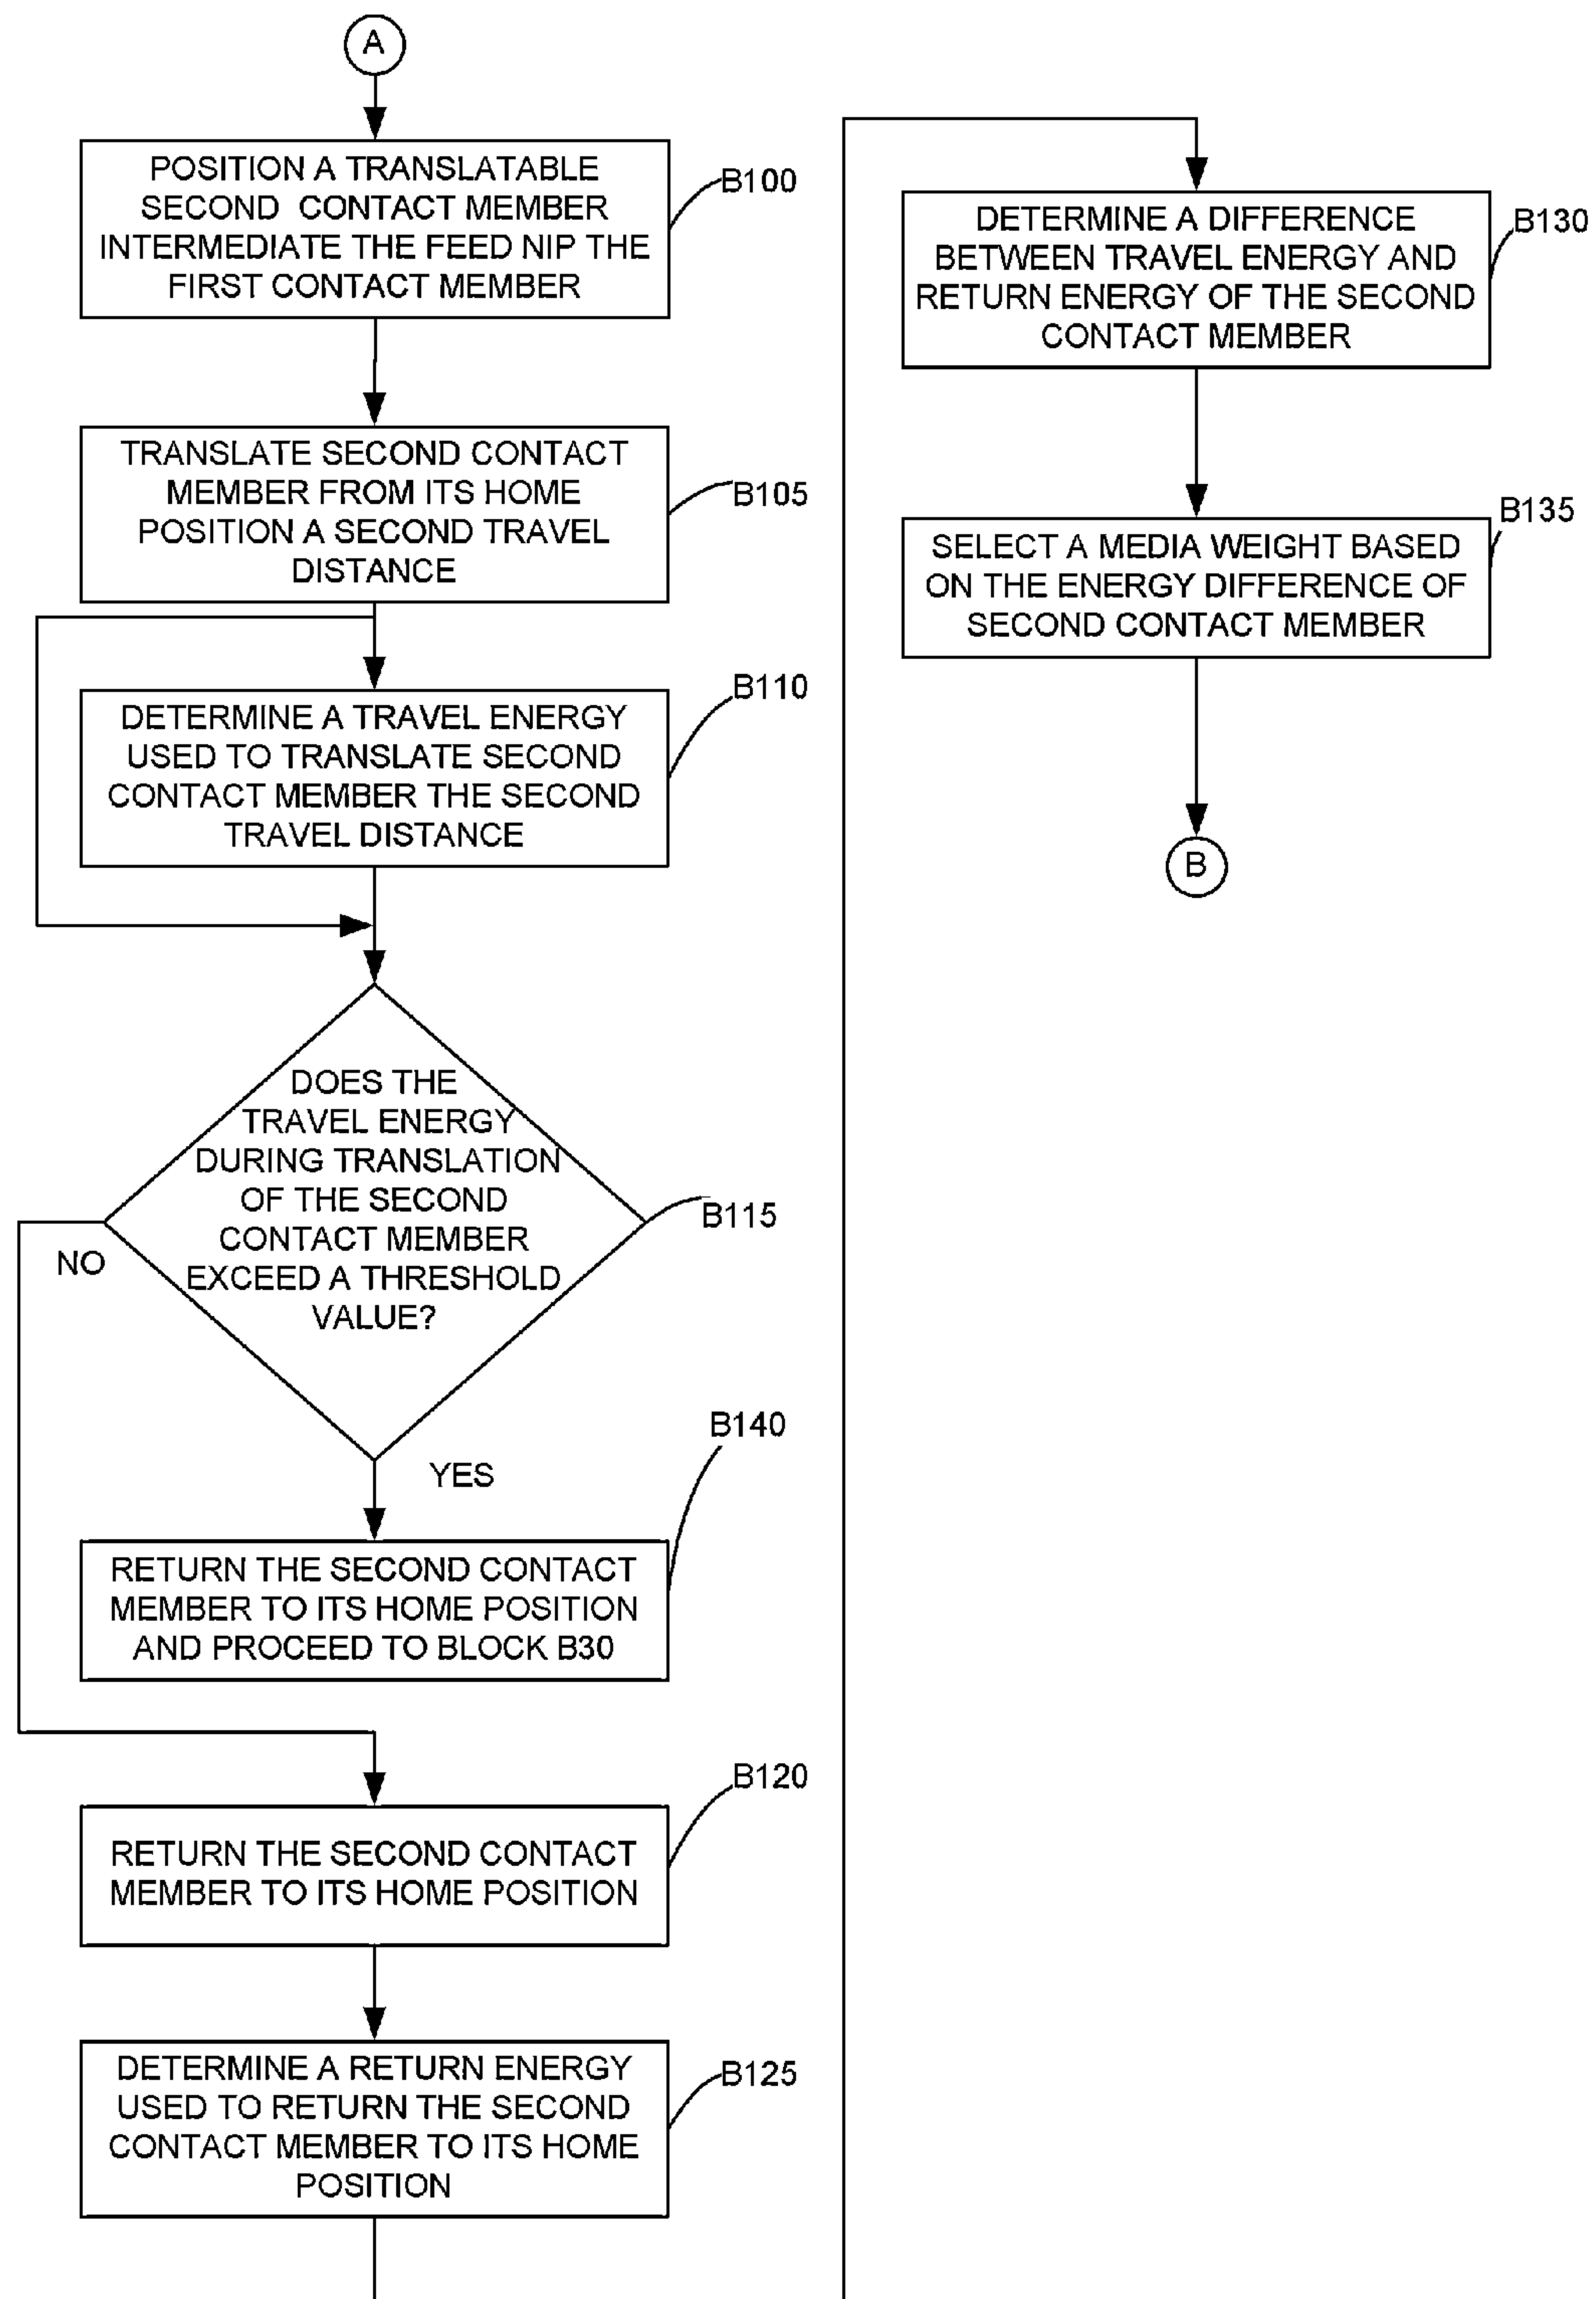 A
POSITION A TRANSLATABLE
SECOND CONTACT MEMBER
INTERMEDIATE THE FEED NIP THE
FIRST CONTACT MEMBER
B100
TRANSLATE SECOND CONTACT
MEMBER FROM ITS HOME
POSITION A SECOND TRAVEL
DISTANCE
B105
DETERMINE A TRAVEL ENERGY
USED TO TRANSLATE SECOND
CONTACT MEMBER THE SECOND
TRAVEL DISTANCE
B110
DOES THE
TRAVEL ENERGY
DURING TRANSLATION
OF THE SECOND
CONTACT MEMBER
EXCEED A THRESHOLD
VALUE?
B115
NO
YES
B140
RETURN THE SECOND CONTACT
MEMBER TO ITS HOME POSITION
AND PROCEED TO BLOCK B30
B120
RETURN THE SECOND CONTACT
MEMBER TO ITS HOME POSITION
DETERMINE A RETURN ENERGY
USED TO RETURN THE SECOND
CONTACT MEMBER TO ITS HOME
POSITION
B125
DETERMINE A DIFFERENCE
BETWEEN TRAVEL ENERGY AND
RETURN ENERGY OF THE SECOND
CONTACT MEMBER
B130
SELECT A MEDIA WEIGHT BASED
ON THE ENERGY DIFFERENCE OF
SECOND CONTACT MEMBER
B135
B